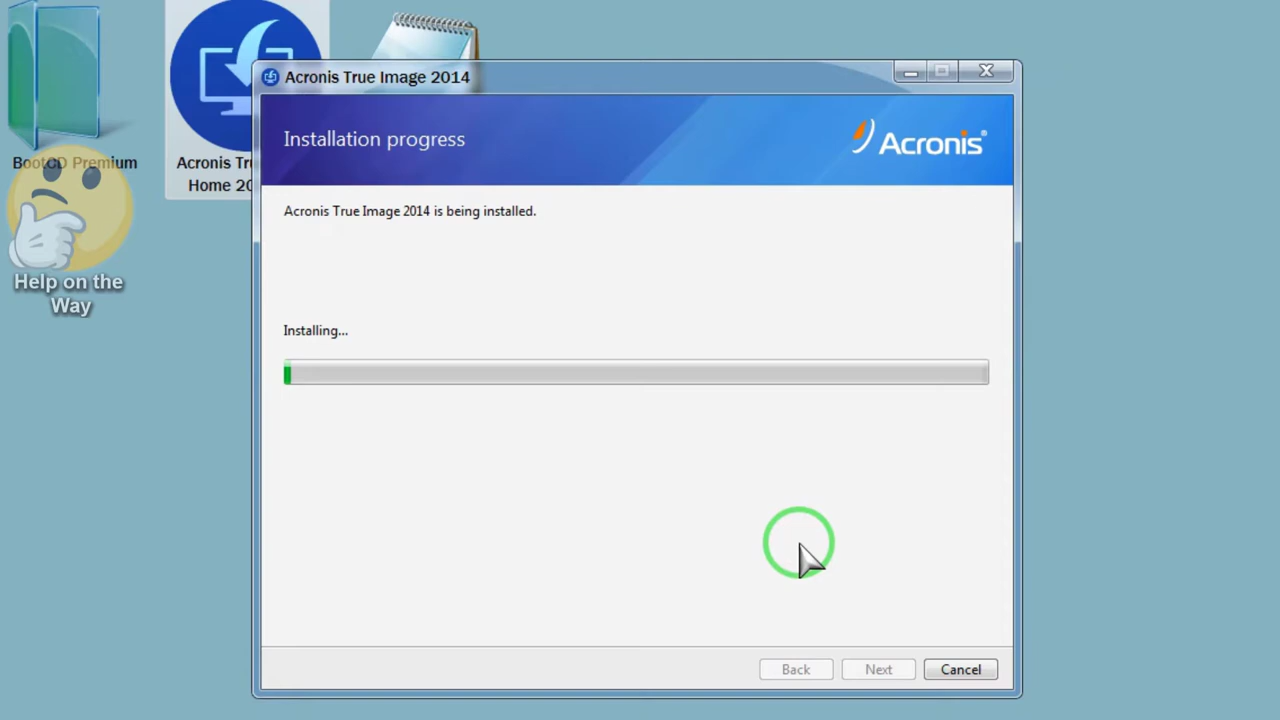 BootCD Premium
Acronis Tru
Home 20
Help on the
Way
Acronis True Image 2014
Installation progress
Acronis
Acronis True Image 2014 is being installed.
Installing...
Back
Next
Cancel